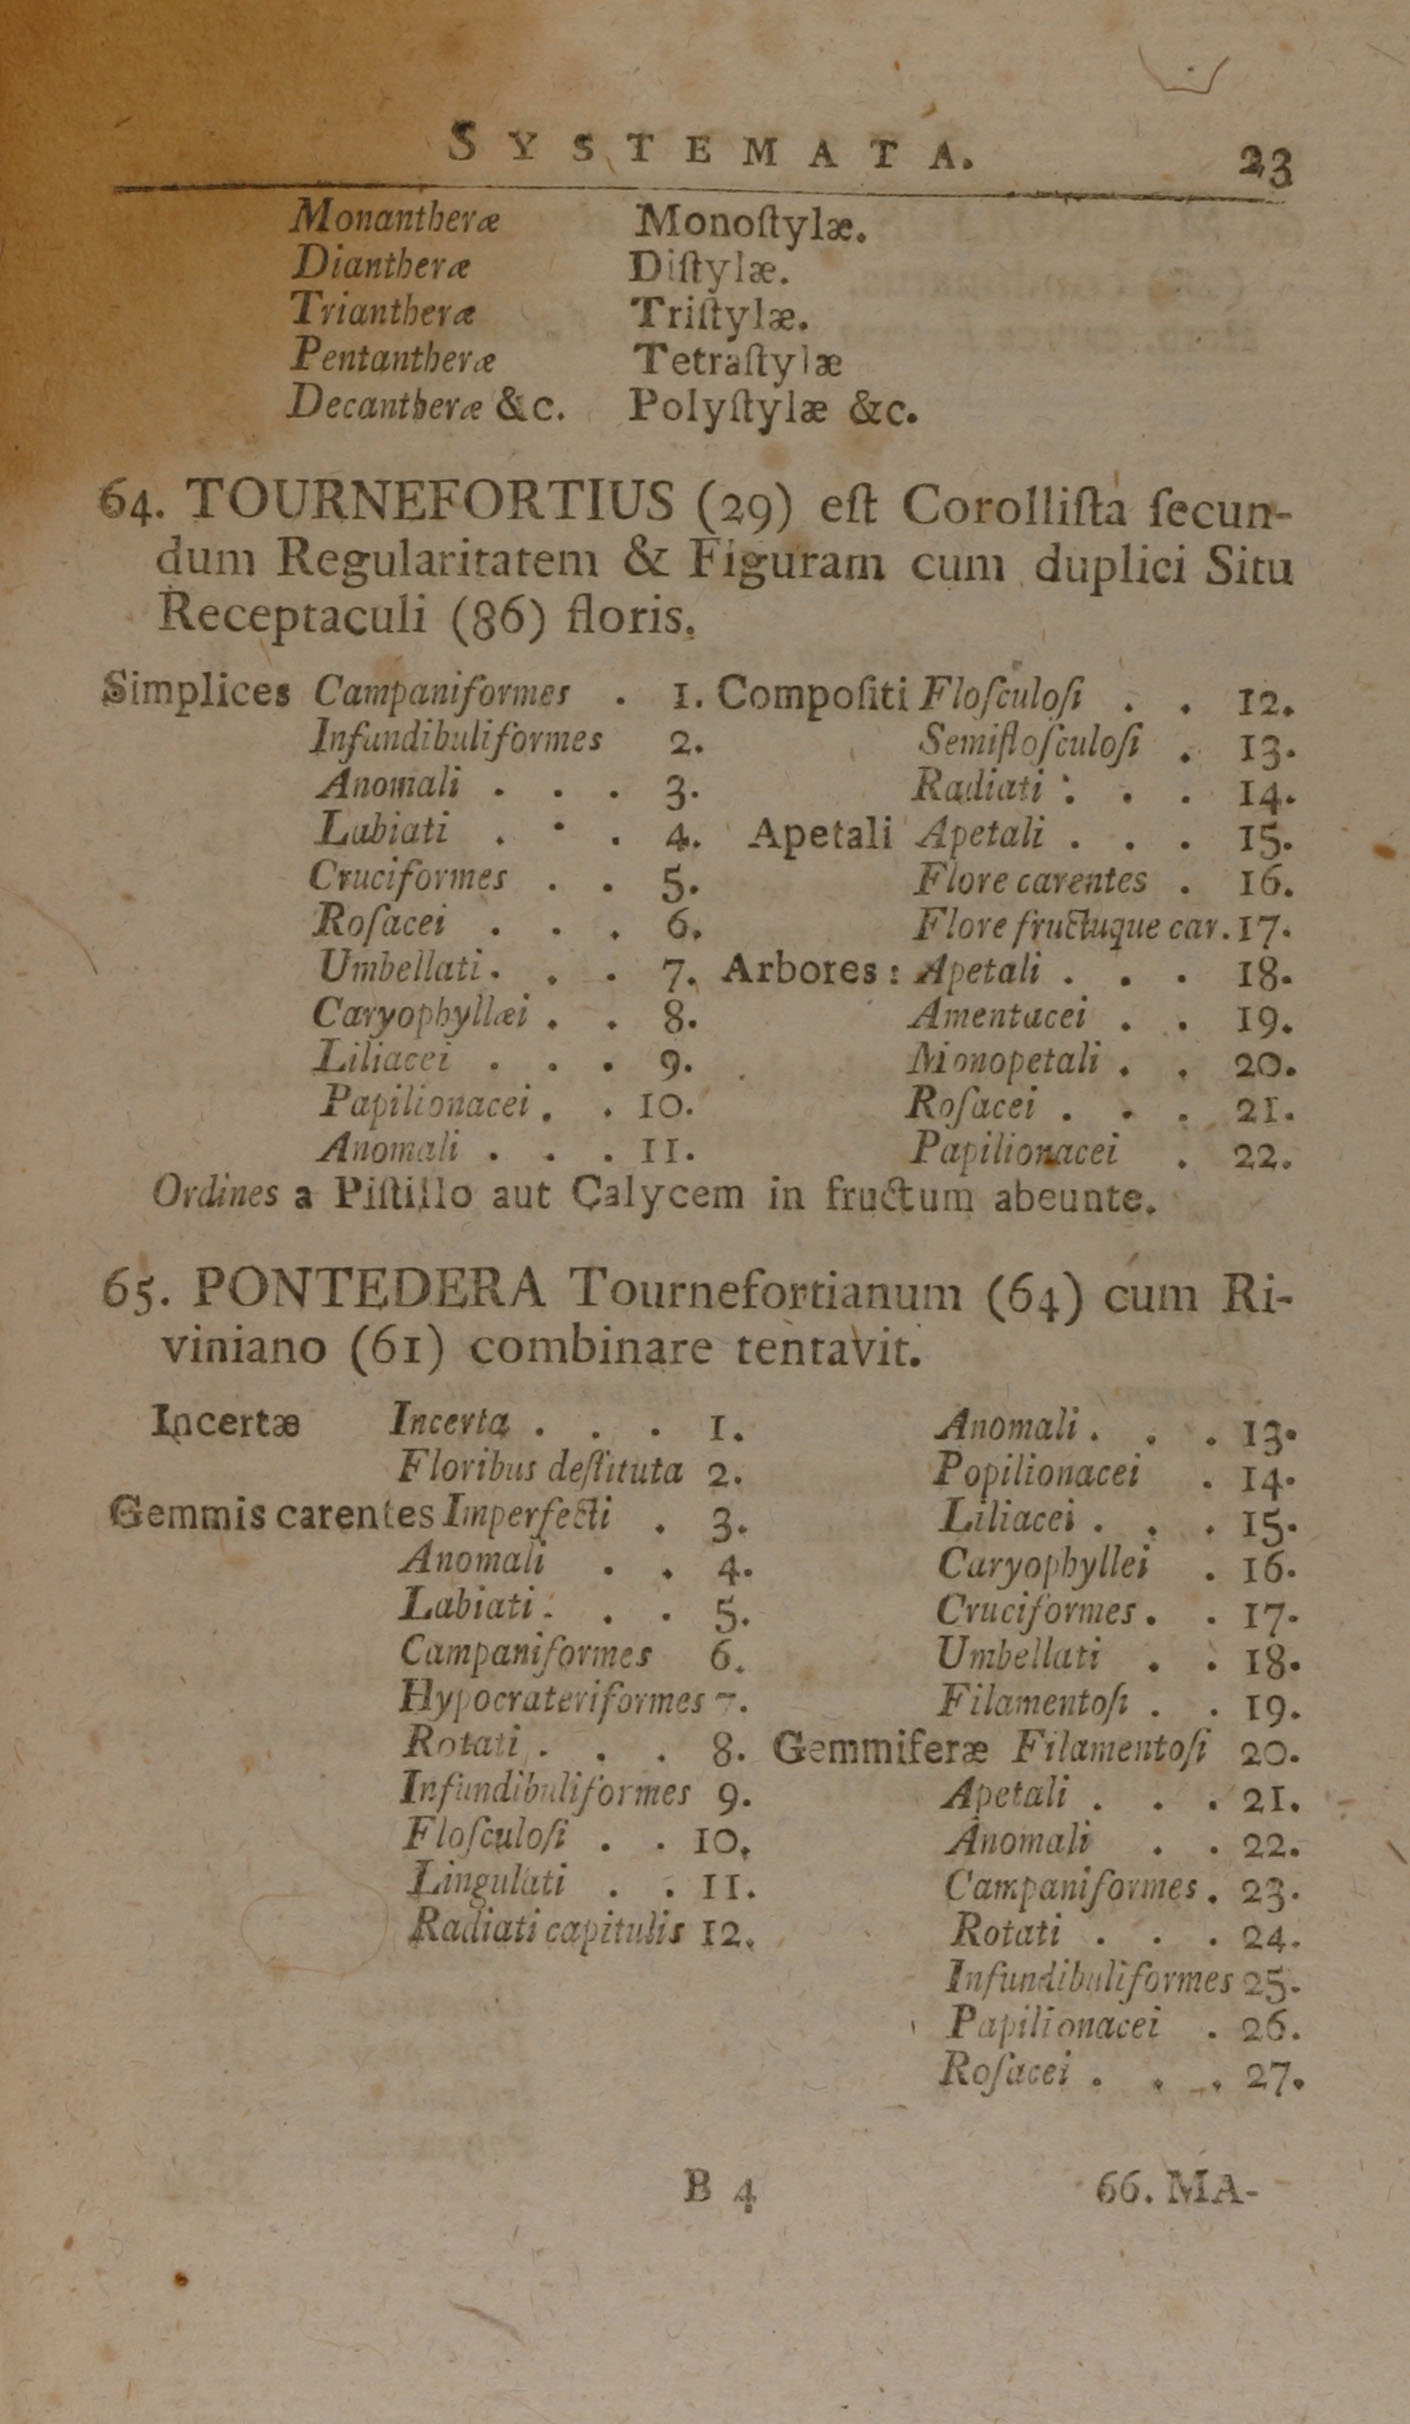 SYSTEMATA. 23
Monantheræ Monoſtylæ.
Diantheræ Diſtylæ.
Triantheræ Triſtylæ.
Pentantheræ Tetraſtylæ
Decantheræ &c. Polyſtylæ &c.
64. TOURNEFORTIUS (29) eſt Corolliſta ſecun-
dum Regularitatem & Figuram cum duplici Situ
Receptaculi (86) floris.
Simplices Campaniformes . 1. Compoſiti Floſculoſi . . 12.
Infundibuliformes 2. Semifloſculoſi . 13.
Anomali . . . 3. Radiati . . . 14.
Labiati . . . 4. Apetali Apetali . . . 15.
Cruciformes . . 5. Flore carentes . 16.
Roſacei . . . 6. Flore fructuque car. 17.
Umbellati . . . 7. Arbores: Apetali . . . 18.
Caryophyllæi . . 8. Amentacei . . 19.
Liliacei . . . 9. Monopetali . . 20.
Papilionacei . . 10. Roſacei . . . 21.
Anomali . . . 11. Papilionacei . 22.
Ordines a Piſtillo aut Calycem in fructum abeunte.
65. PONTEDERA Tournefortianum (64) cum Ri-
viniano (61) combinare tentavit.
Incertæ Incerta . . . 1. Anomali . . . 13.
Floribus deſtituta 2. Popilionacei . 14.
Gemmis carentes Imperfecti . 3. Liliacei . . . 15.
Anomali . . 4. Caryophyllei . 16.
Labiati . . . 5. Cruciformes . . 17.
Campaniformes 6. Umbellati . . 18.
Hypocrateriformes 7. Filamentoſi . . 19.
Rotati . . . 8. Gemmiferæ Filamentoſi 20.
Infundibuliformes 9. Apetali . . . 21.
Floſculoſi . . 10. Anomali . . 22.
Lingulati . . 11. Campaniformes . 23.
Radiati capitulis 12. Rotati . . . 24.
Infundibuliformes 25.
Papilionacei . 26.
Roſacei . . . 27.
B 4 66. MA-